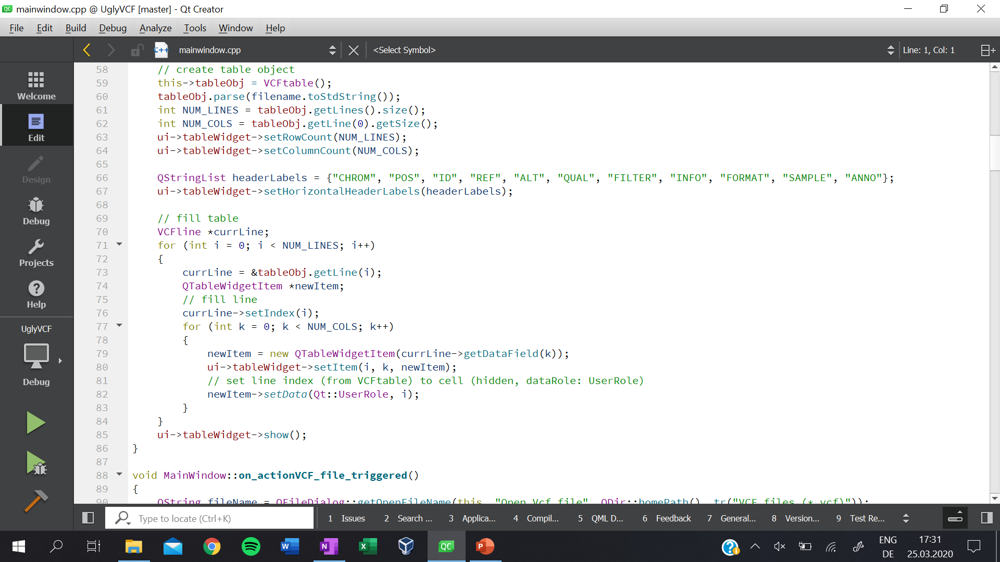 mainwindow.cpp @ UglyVCF [master] - Qt Creator
File Edit Build Debug Analyze Tools Window Help
mainwindow.cpp <Select Symbol> Line: 1, Col: 1
Welcome
Edit
Design
Debug
Projects
Help
UglyVCF
Debug
58 // create table object
59 this->tableObj = VCFtable();
60 tableObj.parse(filename.toStdString());
61 int NUM_LINES = tableObj.getLines().size();
62 int NUM_COLS = tableObj.getLine(0).getSize();
63 ui->tableWidget->setRowCount(NUM_LINES);
64 ui->tableWidget->setColumnCount(NUM_COLS);
65
66 QStringList headerLabels = {"CHROM", "POS", "ID", "REF", "ALT", "QUAL", "FILTER", "INFO", "FORMAT", "SAMPLE", "ANNO"};
67 ui->tableWidget->setHorizontalHeaderLabels(headerLabels);
68
69 // fill table
70 VCFline *currLine;
71 for (int i = 0; i < NUM_LINES; i++)
72 {
73 currLine = &tableObj.getLine(i);
74 QTableWidgetItem *newItem;
75 // fill line
76 currLine->setIndex(i);
77 for (int k = 0; k < NUM_COLS; k++)
78 {
79 newItem = new QTableWidgetItem(currLine->getDataField(k));
80 ui->tableWidget->setItem(i, k, newItem);
81 // set line index (from VCFtable) to cell (hidden, dataRole: UserRole)
82 newItem->setData(Qt::UserRole, i);
83 }
84 }
85 ui->tableWidget->show();
86 }
87
88 void MainWindow::on_actionVCF_file_triggered()
89 {
90 QString fileName = QFileDialog::getOpenFileName(this, "Open Vcf file", QDir::homePath(), tr("VCF files (*.vcf)"));
Type to locate (Ctrl+K) 1 Issues 2 Search ... 3 Applica... 4 Compil... 5 QML D... 6 Feedback 7 General... 8 Version... 9 Test Re...
ENG 17:31
DE 25.03.2020